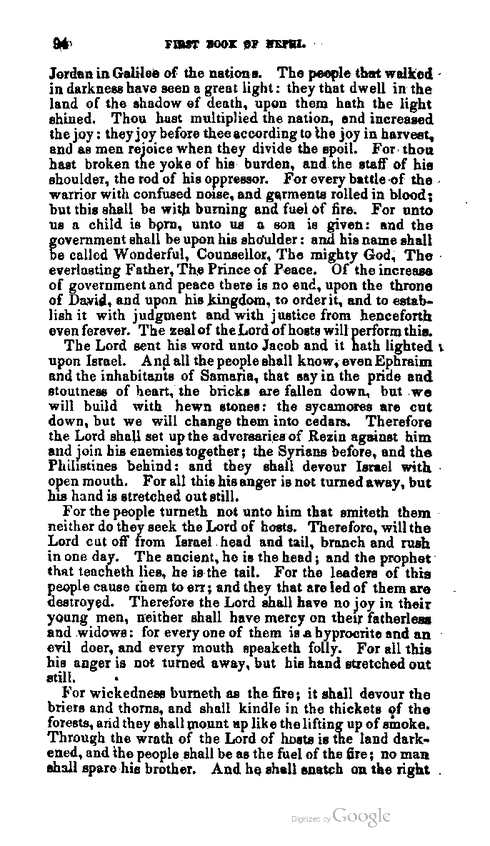 94 FIRST BOOK OF NEPHI.
Jordan in Galilee of the nations. The people that walked
in darkness have seen a great light: they that dwell in the
land of the shadow of death, upon them hath the light
shined. Thou hast multiplied the nation, and increased
the joy: they joy before thee according to the joy in harvest,
and as men rejoice when they divide the spoil. For thou
hast broken the yoke of his burden, and the staff of his
shoulder, the rod of his oppressor. For every battle of the
warrior with confused noise, and garments rolled in blood;
but this shall be with burning and fuel of fire. For unto
us a child is born, unto us a son is given: and the
government shall be upon his shoulder: and his name shall
be called Wonderful, Counsellor, The mighty God, The
everlasting Father, The Prince of Peace. Of the increase
of government and peace there is no end, upon the throne
of David, and upon his kingdom, to order it, and to estab-
lish it with judgment and with justice from henceforth
even forever. The zeal of the Lord of hosts will perform this.
The Lord sent his word unto Jacob and it hath lighted
upon Israel. And all the people shall know, even Ephraim
and the inhabitants of Samaria, that say in the pride and
stoutness of heart, the bricks are fallen down, but we
will build with hewn stones: the sycamores are cut
down, but we will change them into cedars. Therefore
the Lord shall set up the adversaries of Rezin against him
and join his enemies together; the Syrians before, and the
Philistines behind: and they shall devour Israel with
open mouth. For all this his anger is not turned away, but
his hand is stretched out still.
For the people turneth not unto him that smiteth them
neither do they seek the Lord of hosts. Therefore, will the
Lord cut off from Israel head and tail, branch and rush
in one day. The ancient, he is the head; and the prophet
that teacheth lies, he is the tail. For the leaders of this
people cause them to err; and they that are led of them are
destroyed. Therefore the Lord shall have no joy in their
young men, neither shall have mercy on their fatherless
and widows: for every one of them is a hyprocrite and an
evil doer, and every mouth speaketh folly. For all this
his anger is not turned away, but his hand stretched out
still.
For wickedness burneth as the fire; it shall devour the
briers and thorns, and shall kindle in the thickets of the
forests, and they shall mount up like the lifting up of smoke.
Through the wrath of the Lord of hosts is the land dark-
ened, and the people shall be as the fuel of the fire; no man
shall spare his brother. And he shall snatch on the right
Digitized by Google